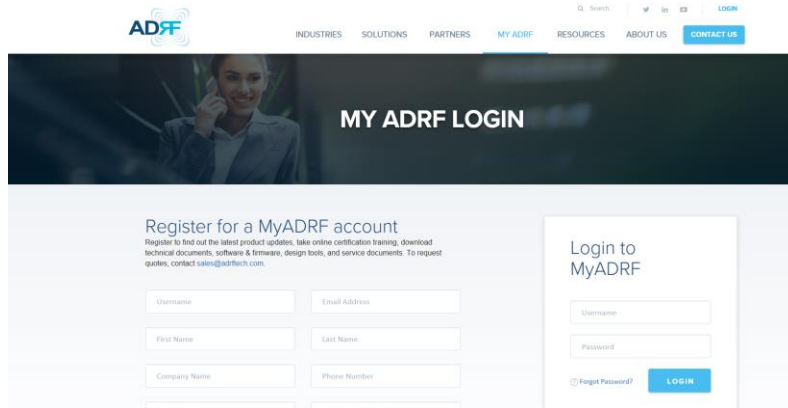 Search
LOGIN
ADRF
INDUSTRIES SOLUTIONS PARTNERS MY ADRF RESOURCES ABOUT US CONTACT US
MY ADRF LOGIN
Register for a MyADRF account
Register to find out the latest product updates, take online certification training, download
technical documents, software & firmware, design tools, and service documents. To request
quotes, contact sales@adrftech.com.
Username Email Address
First Name Last Name
Company Name Phone Number
Login to
MyADRF
Username
Password
Forgot Password? LOGIN